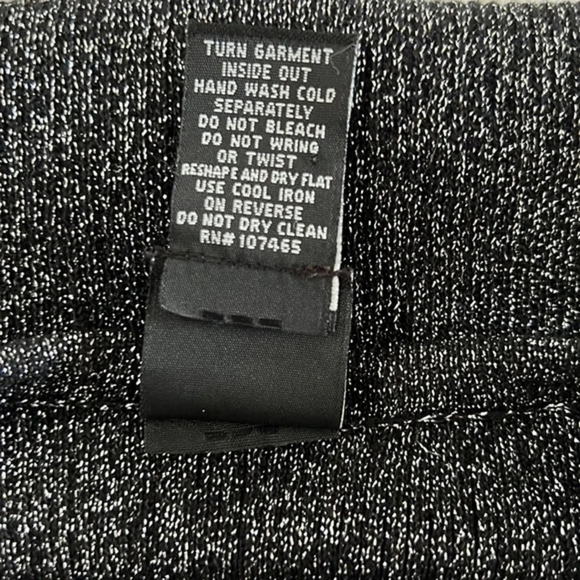 TURN GARMENT
INSIDE OUT
HAND WASH COLD
SEPARATELY
DO NOT BLEACH
DO NOT WRING
OR TWIST
RESHAPE AND DRY FLAT
USE COOL IRON
ON REVERSE
DO NOT DRY CLEAN
RN# 107465